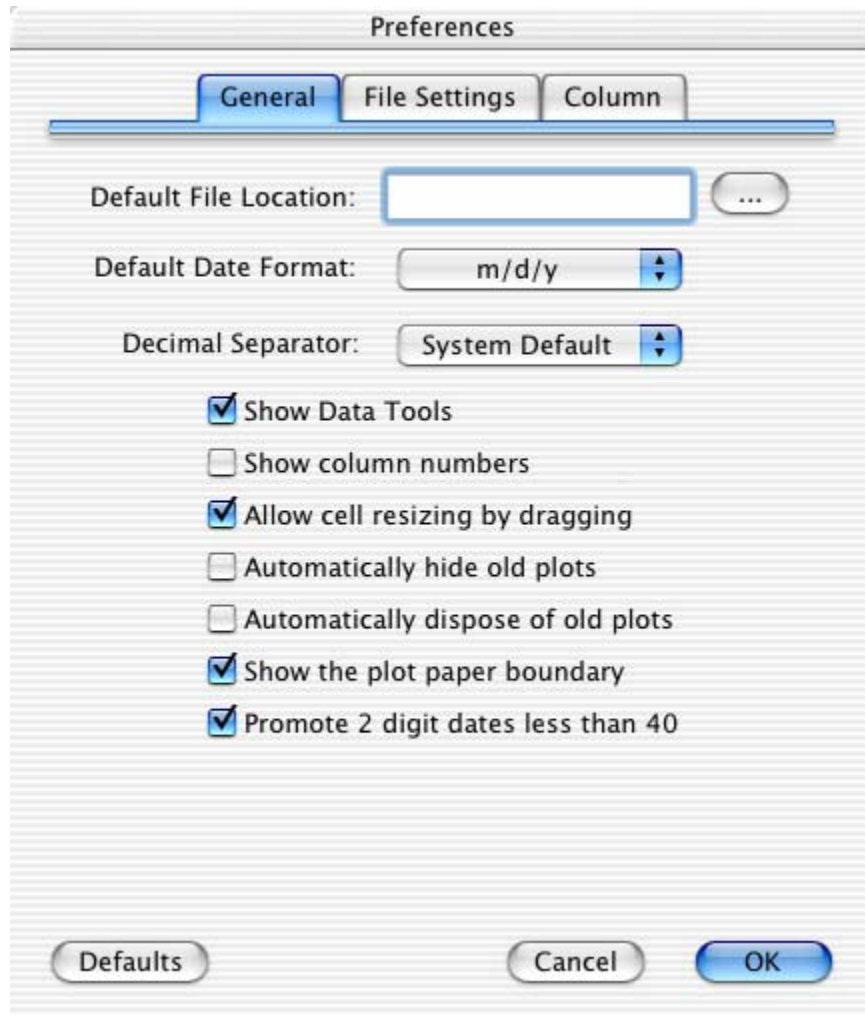 Preferences
General File Settings Column
Default File Location: ...
Default Date Format: m/d/y
Decimal Separator: System Default
Show Data Tools
Show column numbers
Allow cell resizing by dragging
Automatically hide old plots
Automatically dispose of old plots
Show the plot paper boundary
Promote 2 digit dates less than 40
Defaults Cancel OK